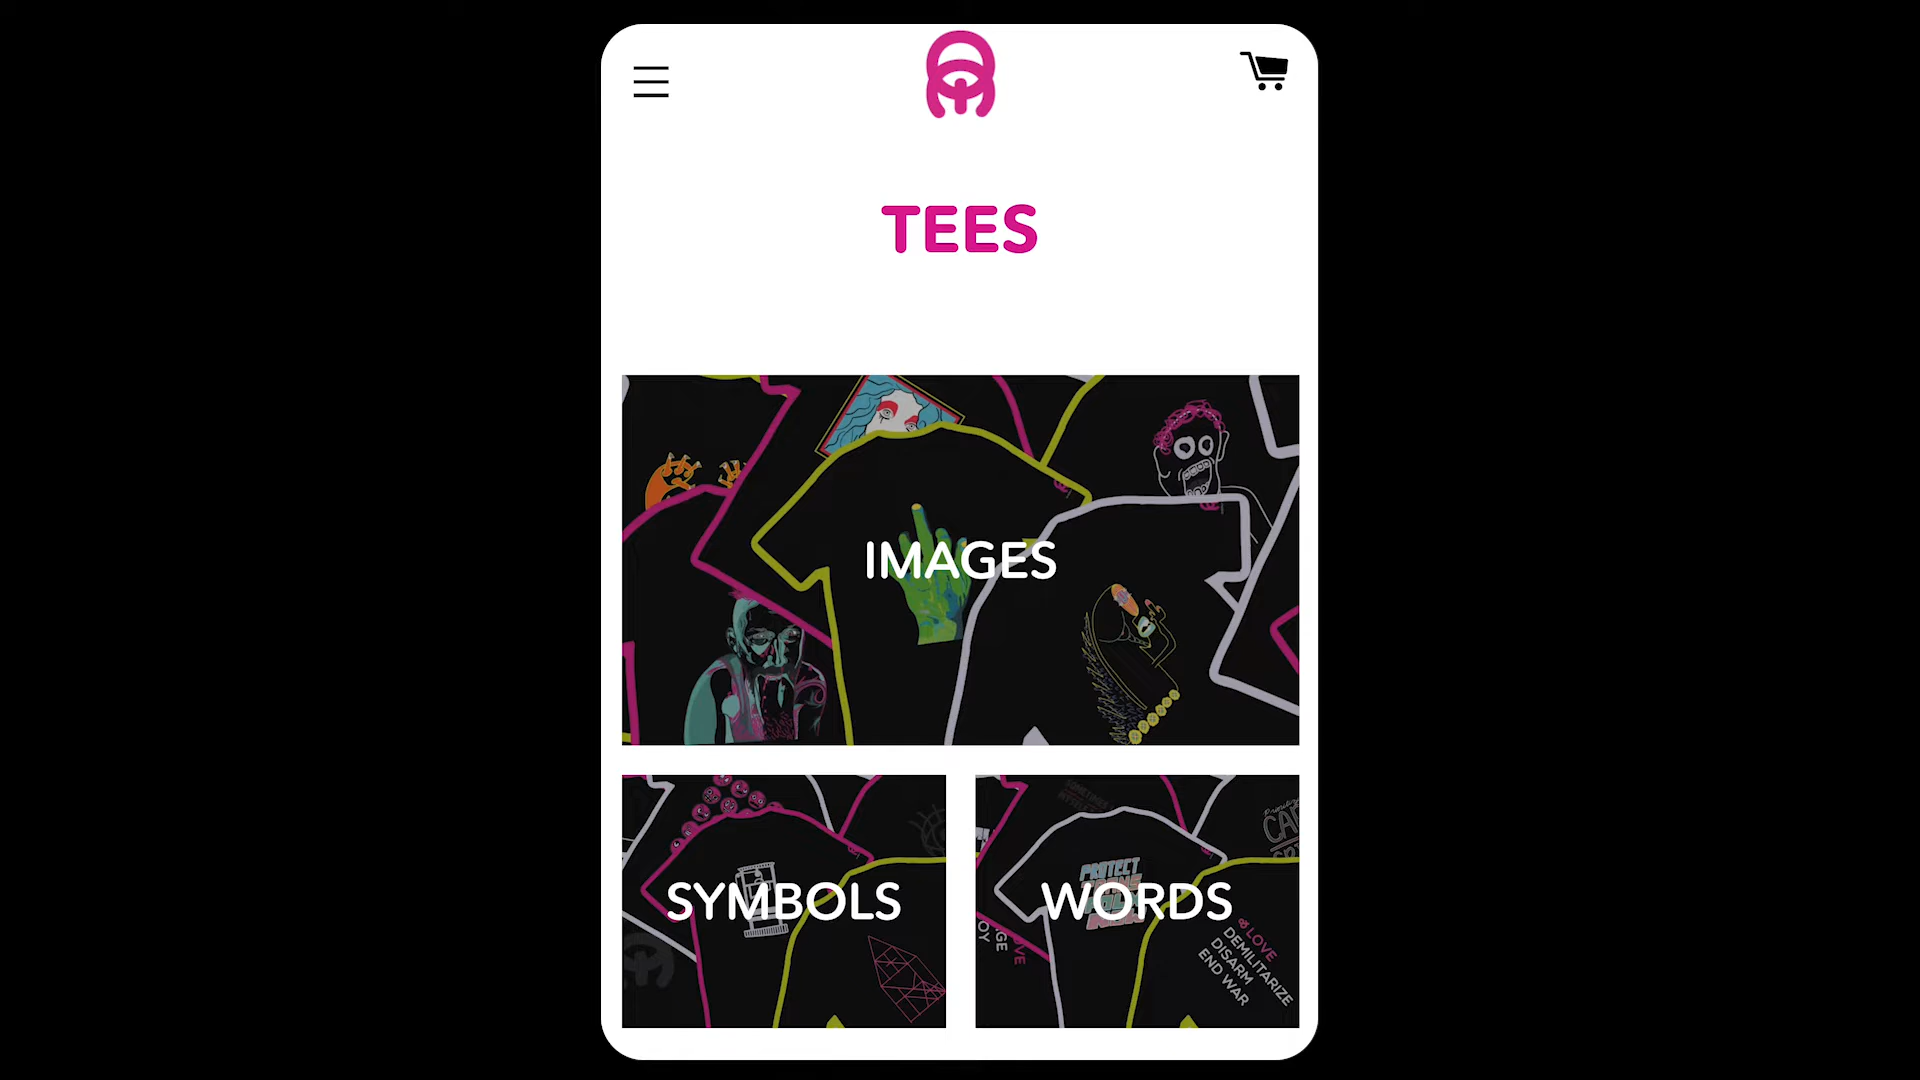 TEES
IMAGES
SYMBOLS
WORDS
PROTECT
LOVE
DEMILITARIZE
DISARM
END WAR